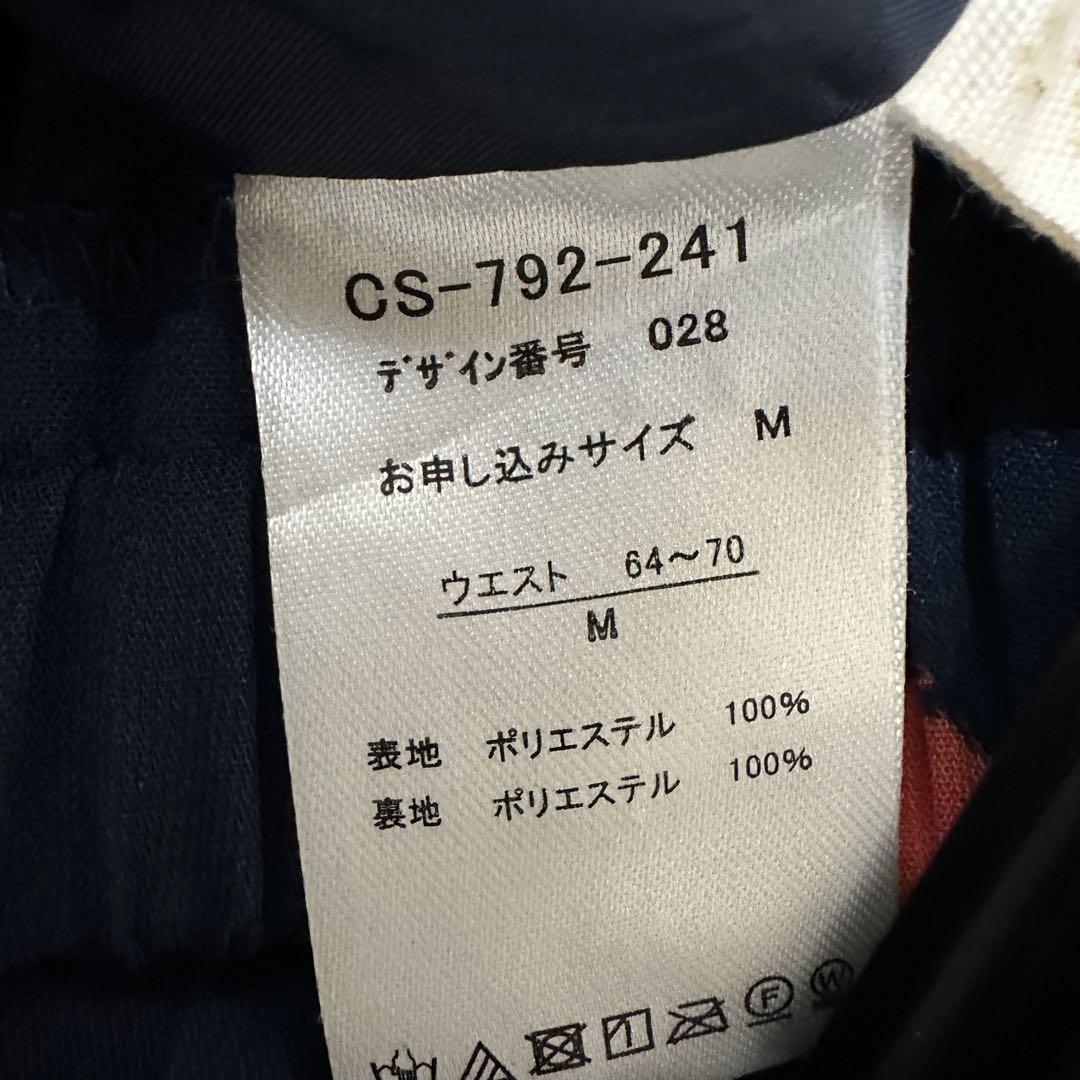 CS-792-241
デザイン番号 028
お申し込みサイズ M
ウエスト 64～70
M
表地 ポリエステル 100%
裏地 ポリエステル 100%
F W